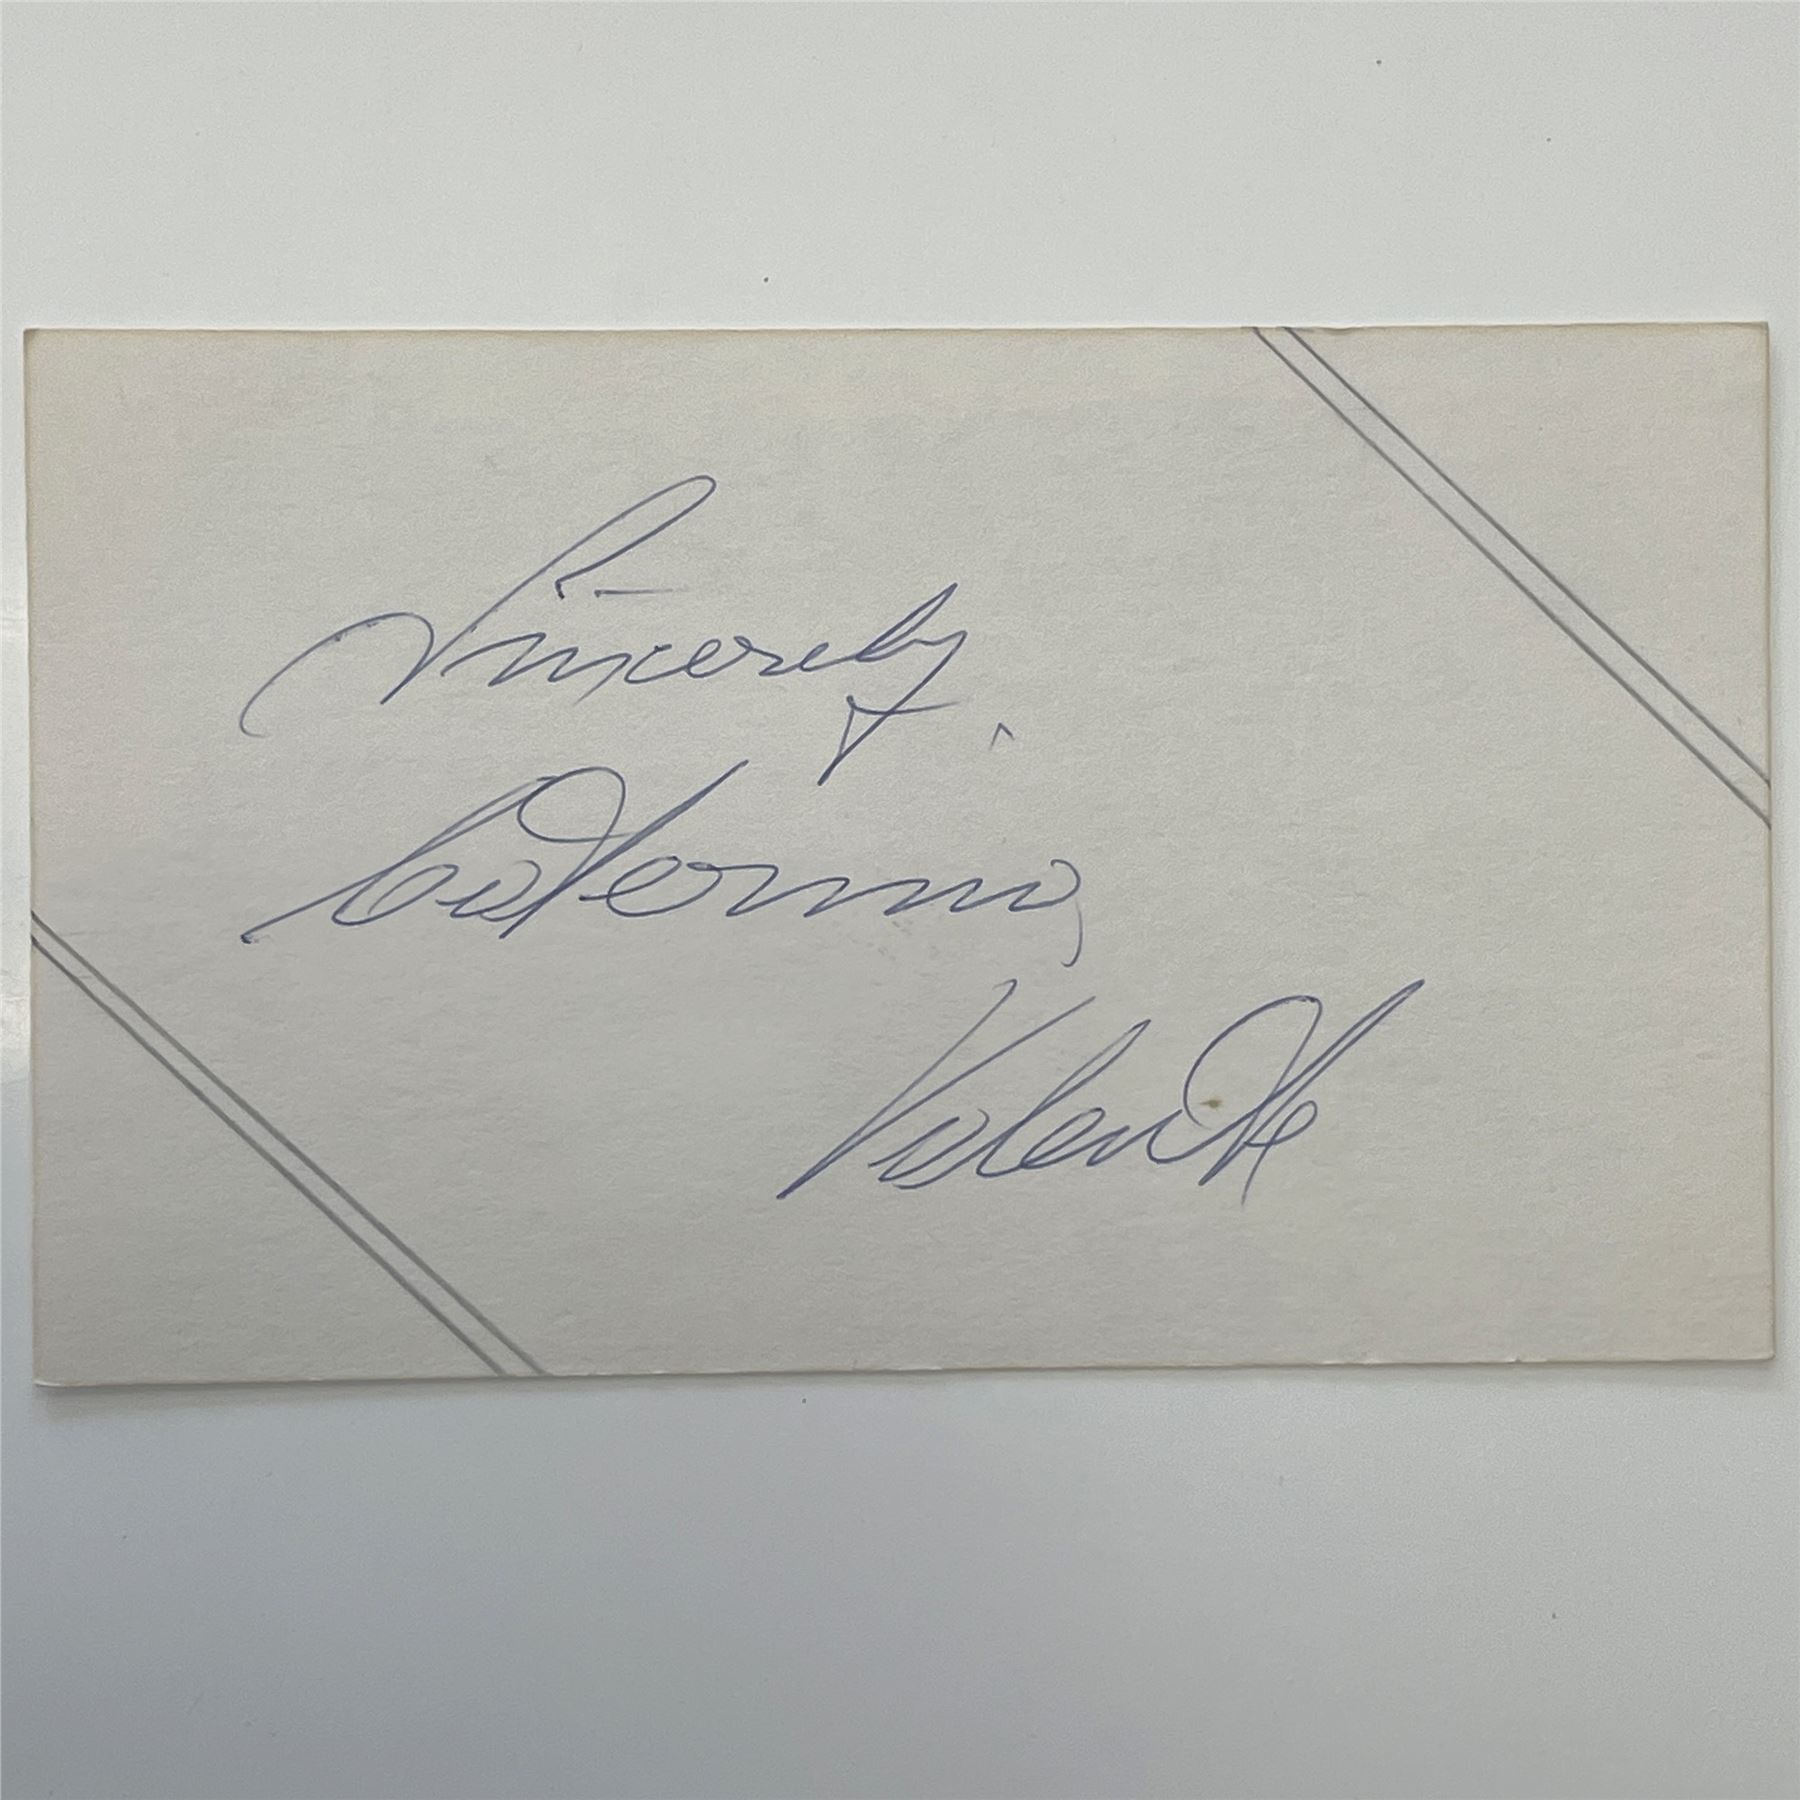 Sincerely,
Caterina
Valente